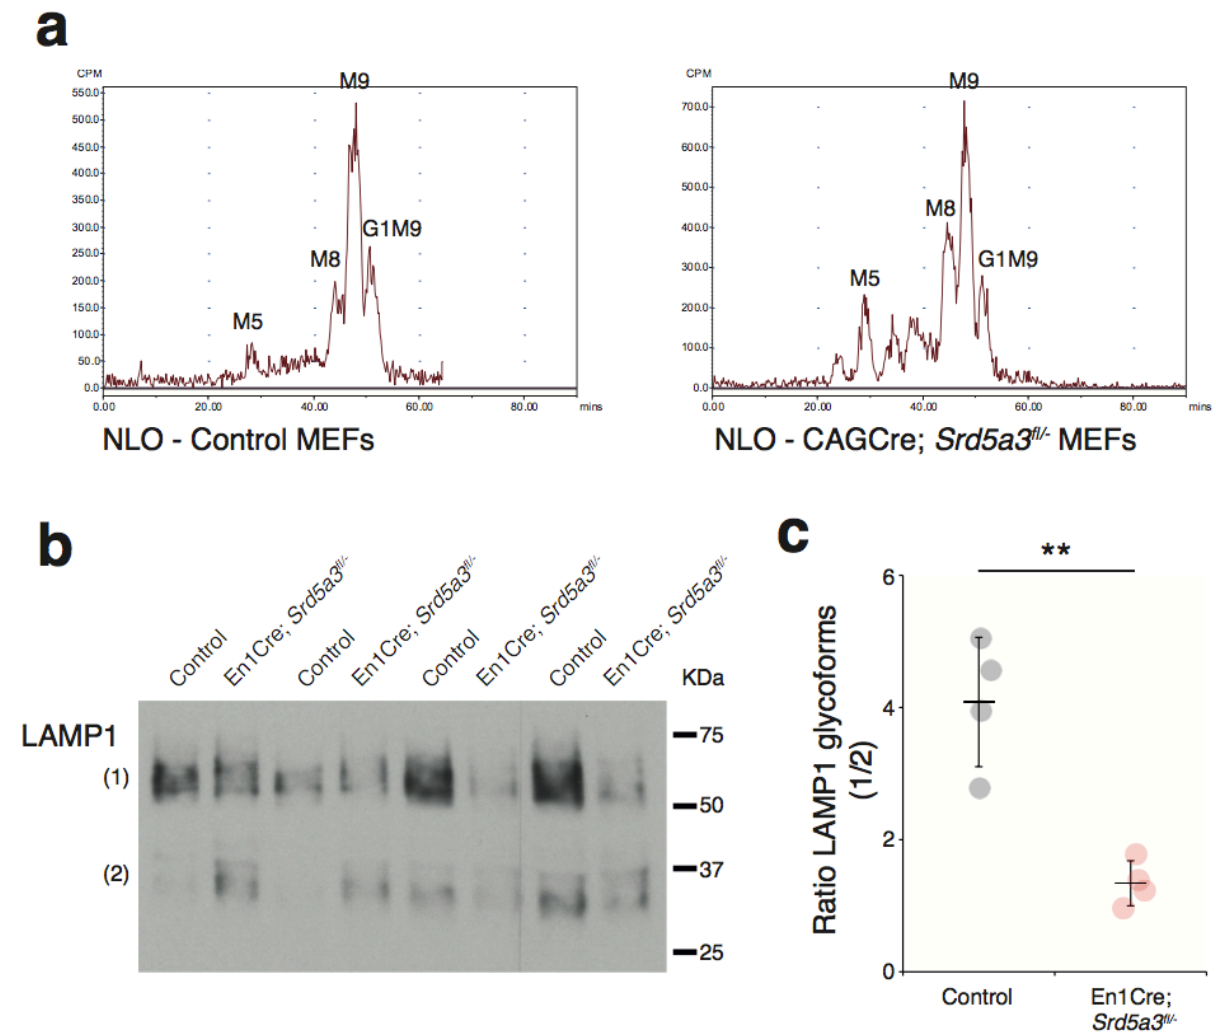 a
CPM
550.0
500.0
450.0
400.0
350.0
300.0
250.0
200.0
150.0
100.0
50.0
0.0
M5
M8
M9
G1M9
0.00 20.00 40.00 60.00 80.00 mins
NLO - Control MEFs
CPM
700.0
600.0
500.0
400.0
300.0
200.0
100.0
0.0
M5
M8
M9
G1M9
0.00 20.00 40.00 60.00 80.00 mins
NLO - CAGCre; Srd5a3fl/- MEFs
b
Control
En1Cre; Srd5a3fl/-
Control
En1Cre; Srd5a3fl/-
Control
En1Cre; Srd5a3fl/-
Control
En1Cre; Srd5a3fl/-
KDa
LAMP1
(1)
(2)
75
50
37
25
c
**
Ratio LAMP1 glycoforms
(1/2)
6
4
2
0
Control
En1Cre;
Srd5a3fl/-